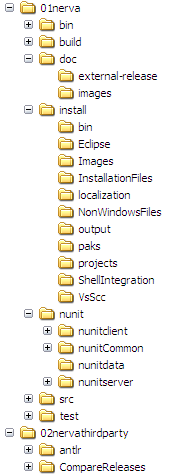 01nerva
bin
build
doc
external-release
images
install
bin
Eclipse
Images
InstallationFiles
localization
NonWindowsFiles
output
paks
projects
ShellIntegration
VsScc
nunit
nunitclient
nunitCommon
nunitdata
nunitserver
src
test
02nervathirdparty
antlr
CompareReleases